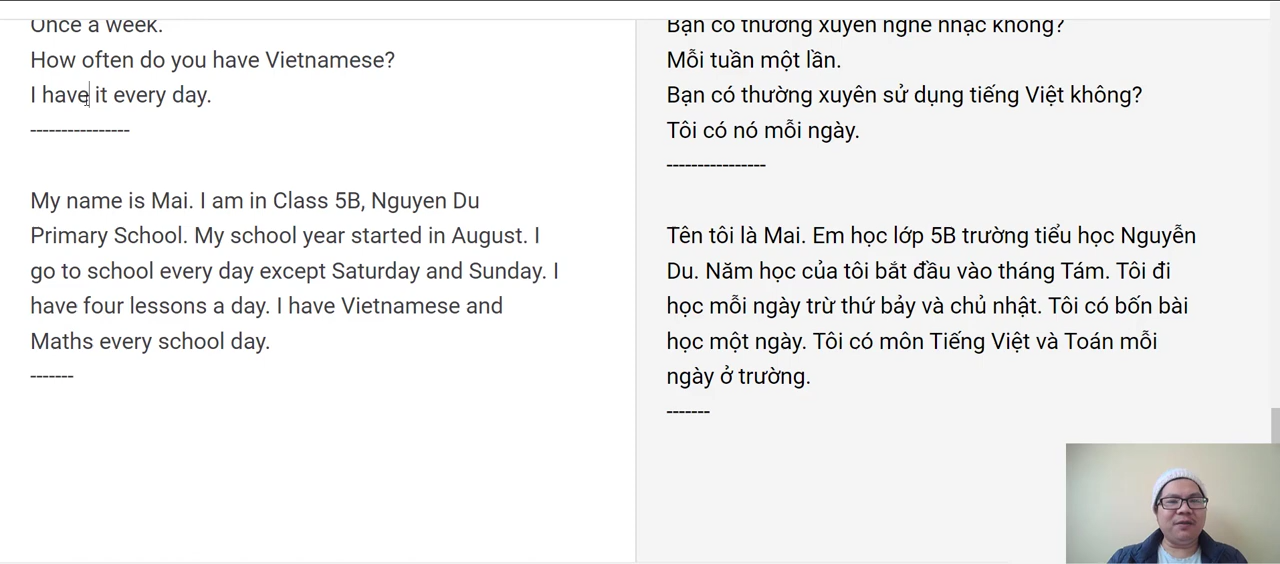 Once a week.
How often do you have Vietnamese?
I have it every day.
----------------
My name is Mai. I am in Class 5B, Nguyen Du
Primary School. My school year started in August. I
go to school every day except Saturday and Sunday. I
have four lessons a day. I have Vietnamese and
Maths every school day.
-------
Bạn có thường xuyên nghe nhạc không?
Mỗi tuần một lần.
Bạn có thường xuyên sử dụng tiếng Việt không?
Tôi có nó mỗi ngày.
----------------
Tên tôi là Mai. Em học lớp 5B trường tiểu học Nguyễn
Du. Năm học của tôi bắt đầu vào tháng Tám. Tôi đi
học mỗi ngày trừ thứ bảy và chủ nhật. Tôi có bốn bài
học một ngày. Tôi có môn Tiếng Việt và Toán mỗi
ngày ở trường.
-------